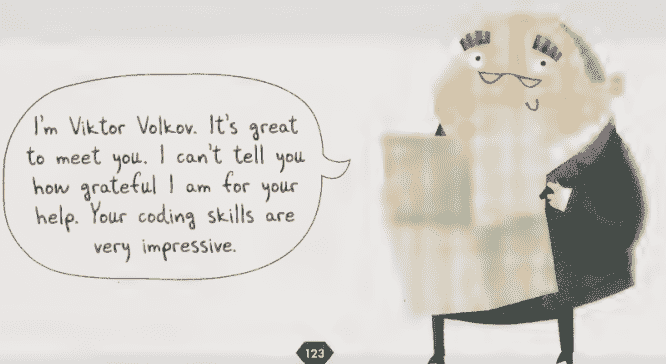 I'm Viktor Volkov. It's great
to meet you. I can't tell you
how grateful I am for your
help. Your coding skills are
very impressive.
123